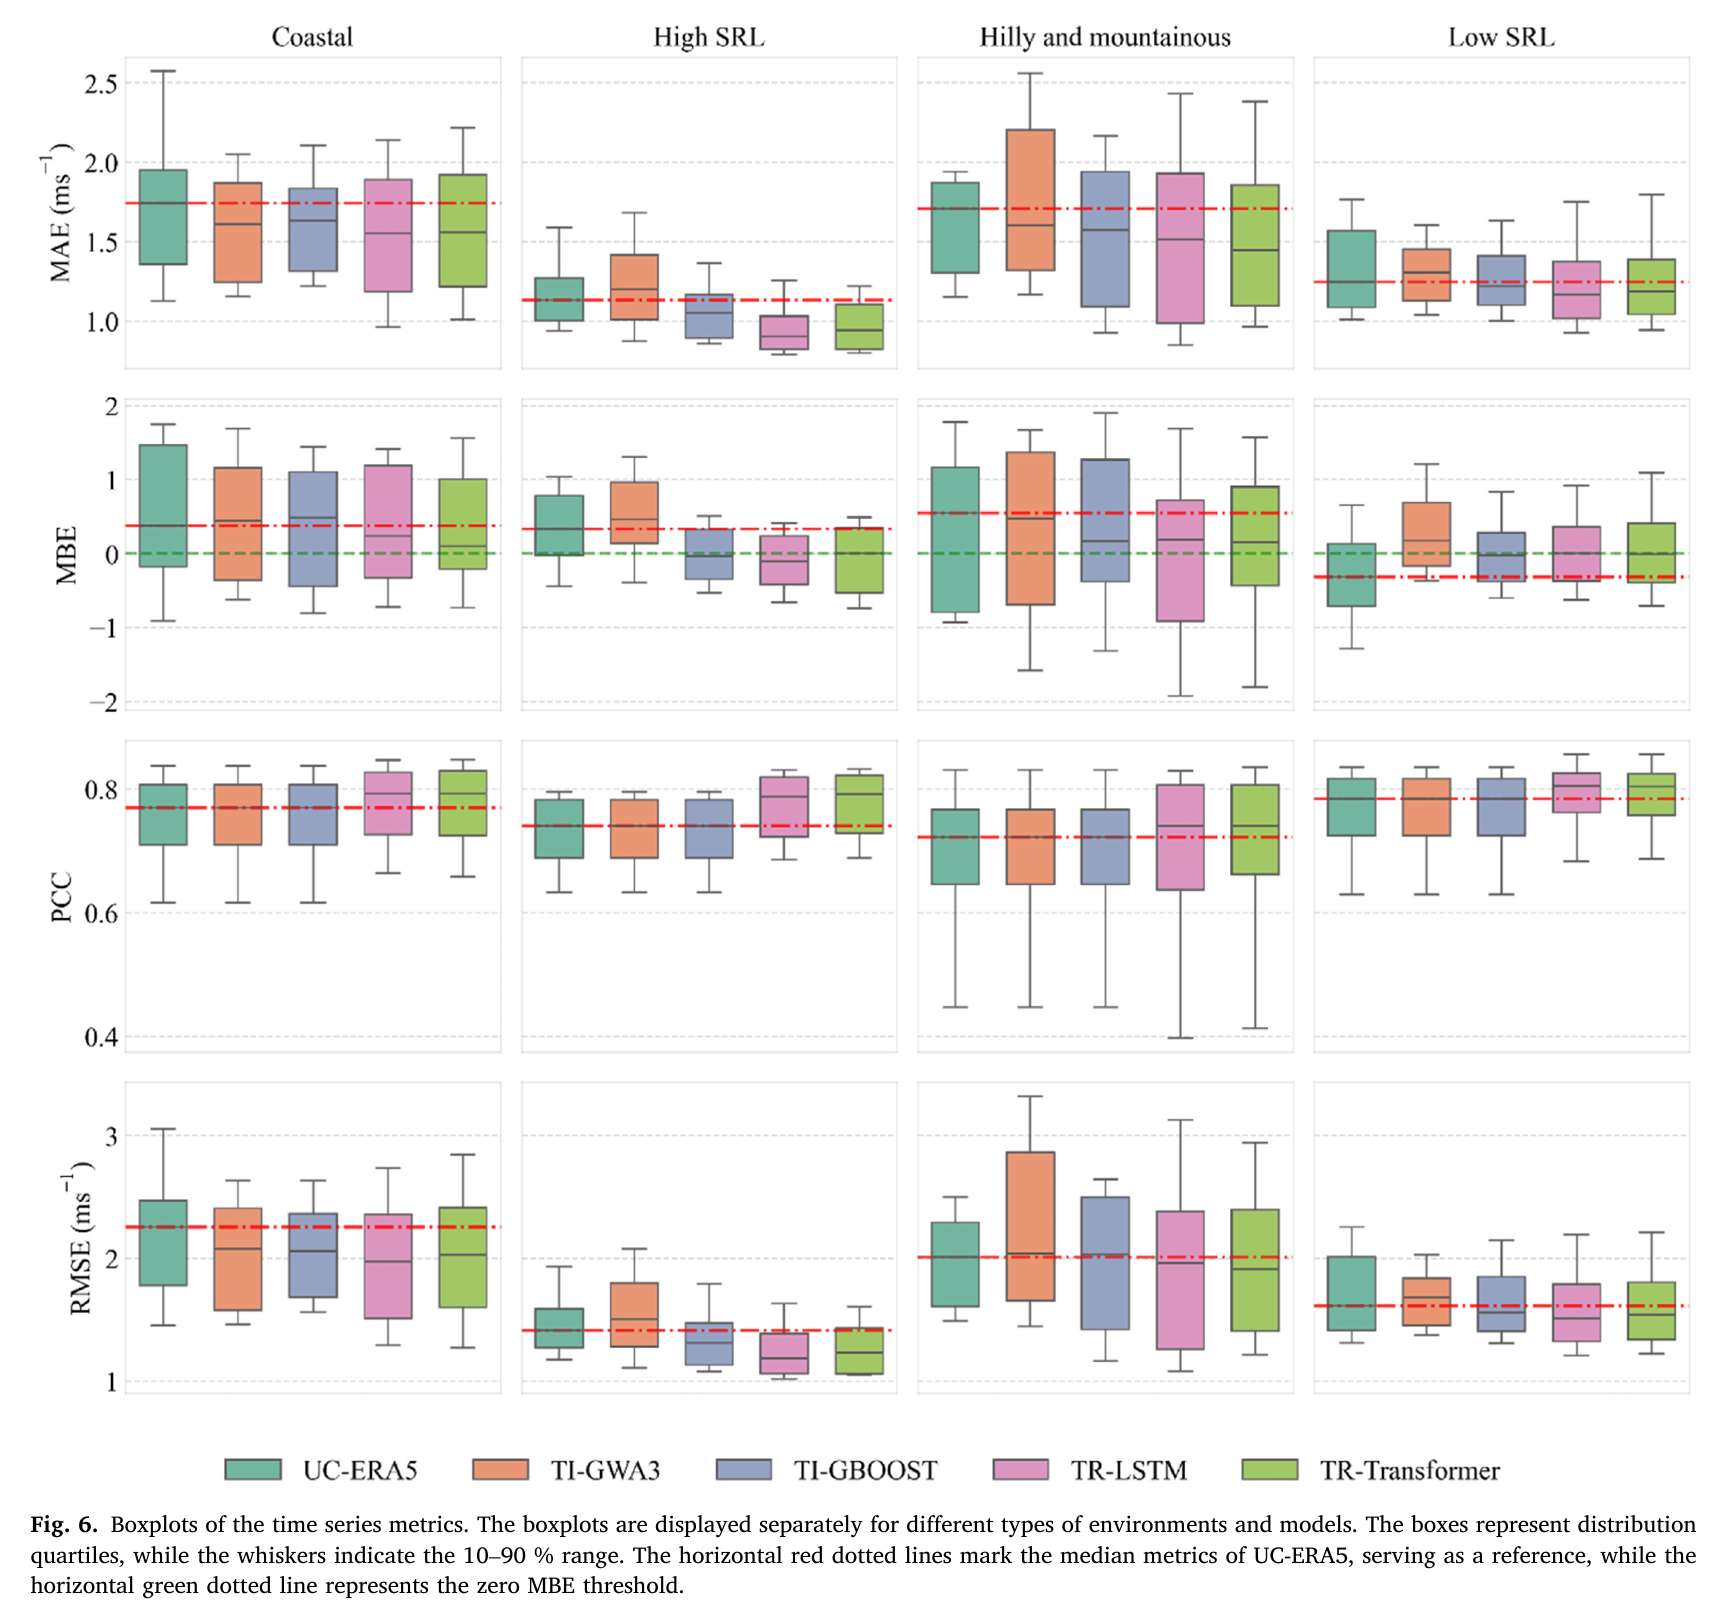 Coastal High SRL Hilly and mountainous Low SRL
MAE (ms−1)
2.5
2.0
1.5
1.0
MBE
2
1
0
−1
−2
PCC
0.8
0.6
0.4
RMSE (ms−1)
3
2
1
UC-ERA5 TI-GWA3 TI-GBOOST TR-LSTM TR-Transformer
Fig. 6. Boxplots of the time series metrics. The boxplots are displayed separately for different types of environments and models. The boxes represent distribution
quartiles, while the whiskers indicate the 10–90 % range. The horizontal red dotted lines mark the median metrics of UC-ERA5, serving as a reference, while the
horizontal green dotted line represents the zero MBE threshold.